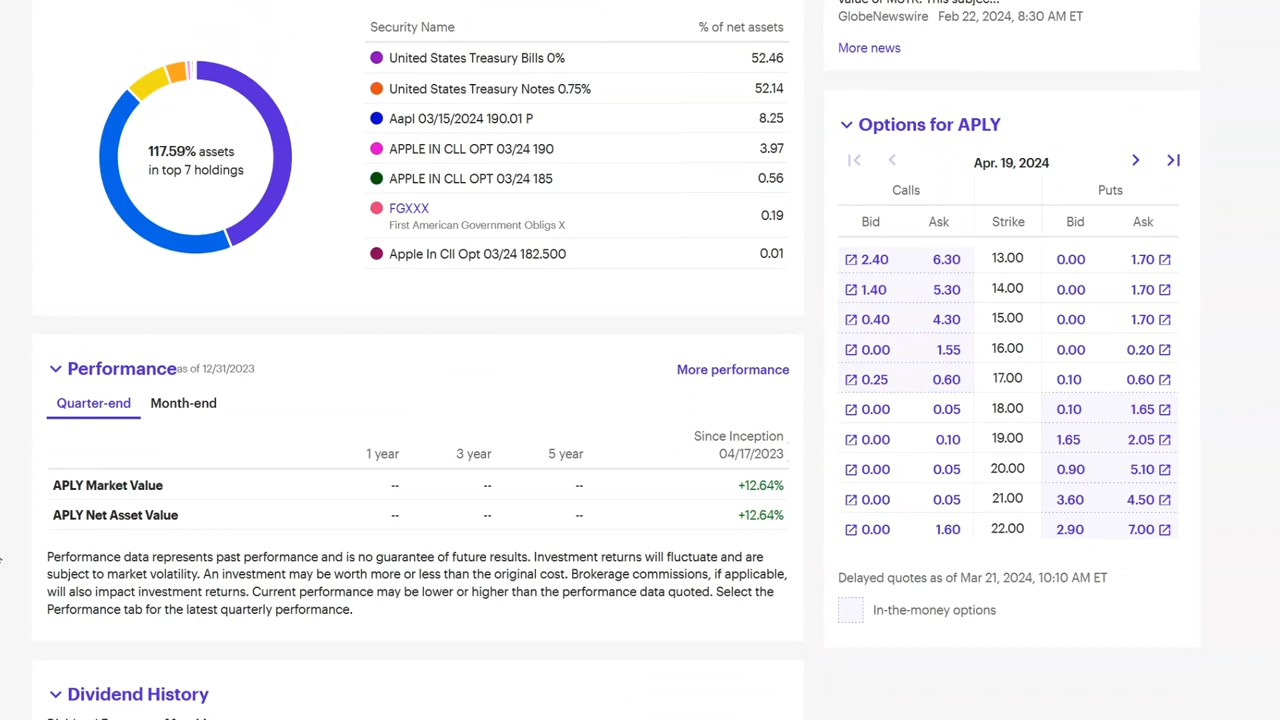 Security Name % of net assets
United States Treasury Bills 0% 52.46
United States Treasury Notes 0.75% 52.14
Aapl 03/15/2024 190.01 P 8.25
APPLE IN CLL OPT 03/24 190 3.97
APPLE IN CLL OPT 03/24 185 0.56
FGXXX
First American Government Obligs X 0.19
Apple In Cll Opt 03/24 182.500 0.01
117.59% assets
in top 7 holdings
Performance as of 12/31/2023 More performance
Quarter-end Month-end
Since Inception
1 year 3 year 5 year 04/17/2023
APLY Market Value -- -- -- +12.64%
APLY Net Asset Value -- -- -- +12.64%
Performance data represents past performance and is no guarantee of future results. Investment returns will fluctuate and are
subject to market volatility. An investment may be worth more or less than the original cost. Brokerage commissions, if applicable,
will also impact investment returns. Current performance may be lower or higher than the performance data quoted. Select the
Performance tab for the latest quarterly performance.
Dividend History
GlobeNewswire Feb 22, 2024, 8:30 AM ET
More news
Options for APLY
Apr. 19, 2024
Calls Puts
Bid Ask Strike Bid Ask
2.40 6.30 13.00 0.00 1.70
1.40 5.30 14.00 0.00 1.70
0.40 4.30 15.00 0.00 1.70
0.00 1.55 16.00 0.00 0.20
0.25 0.60 17.00 0.10 0.60
0.00 0.05 18.00 0.10 1.65
0.00 0.10 19.00 1.65 2.05
0.00 0.05 20.00 0.90 5.10
0.00 0.05 21.00 3.60 4.50
0.00 1.60 22.00 2.90 7.00
Delayed quotes as of Mar 21, 2024, 10:10 AM ET
In-the-money options